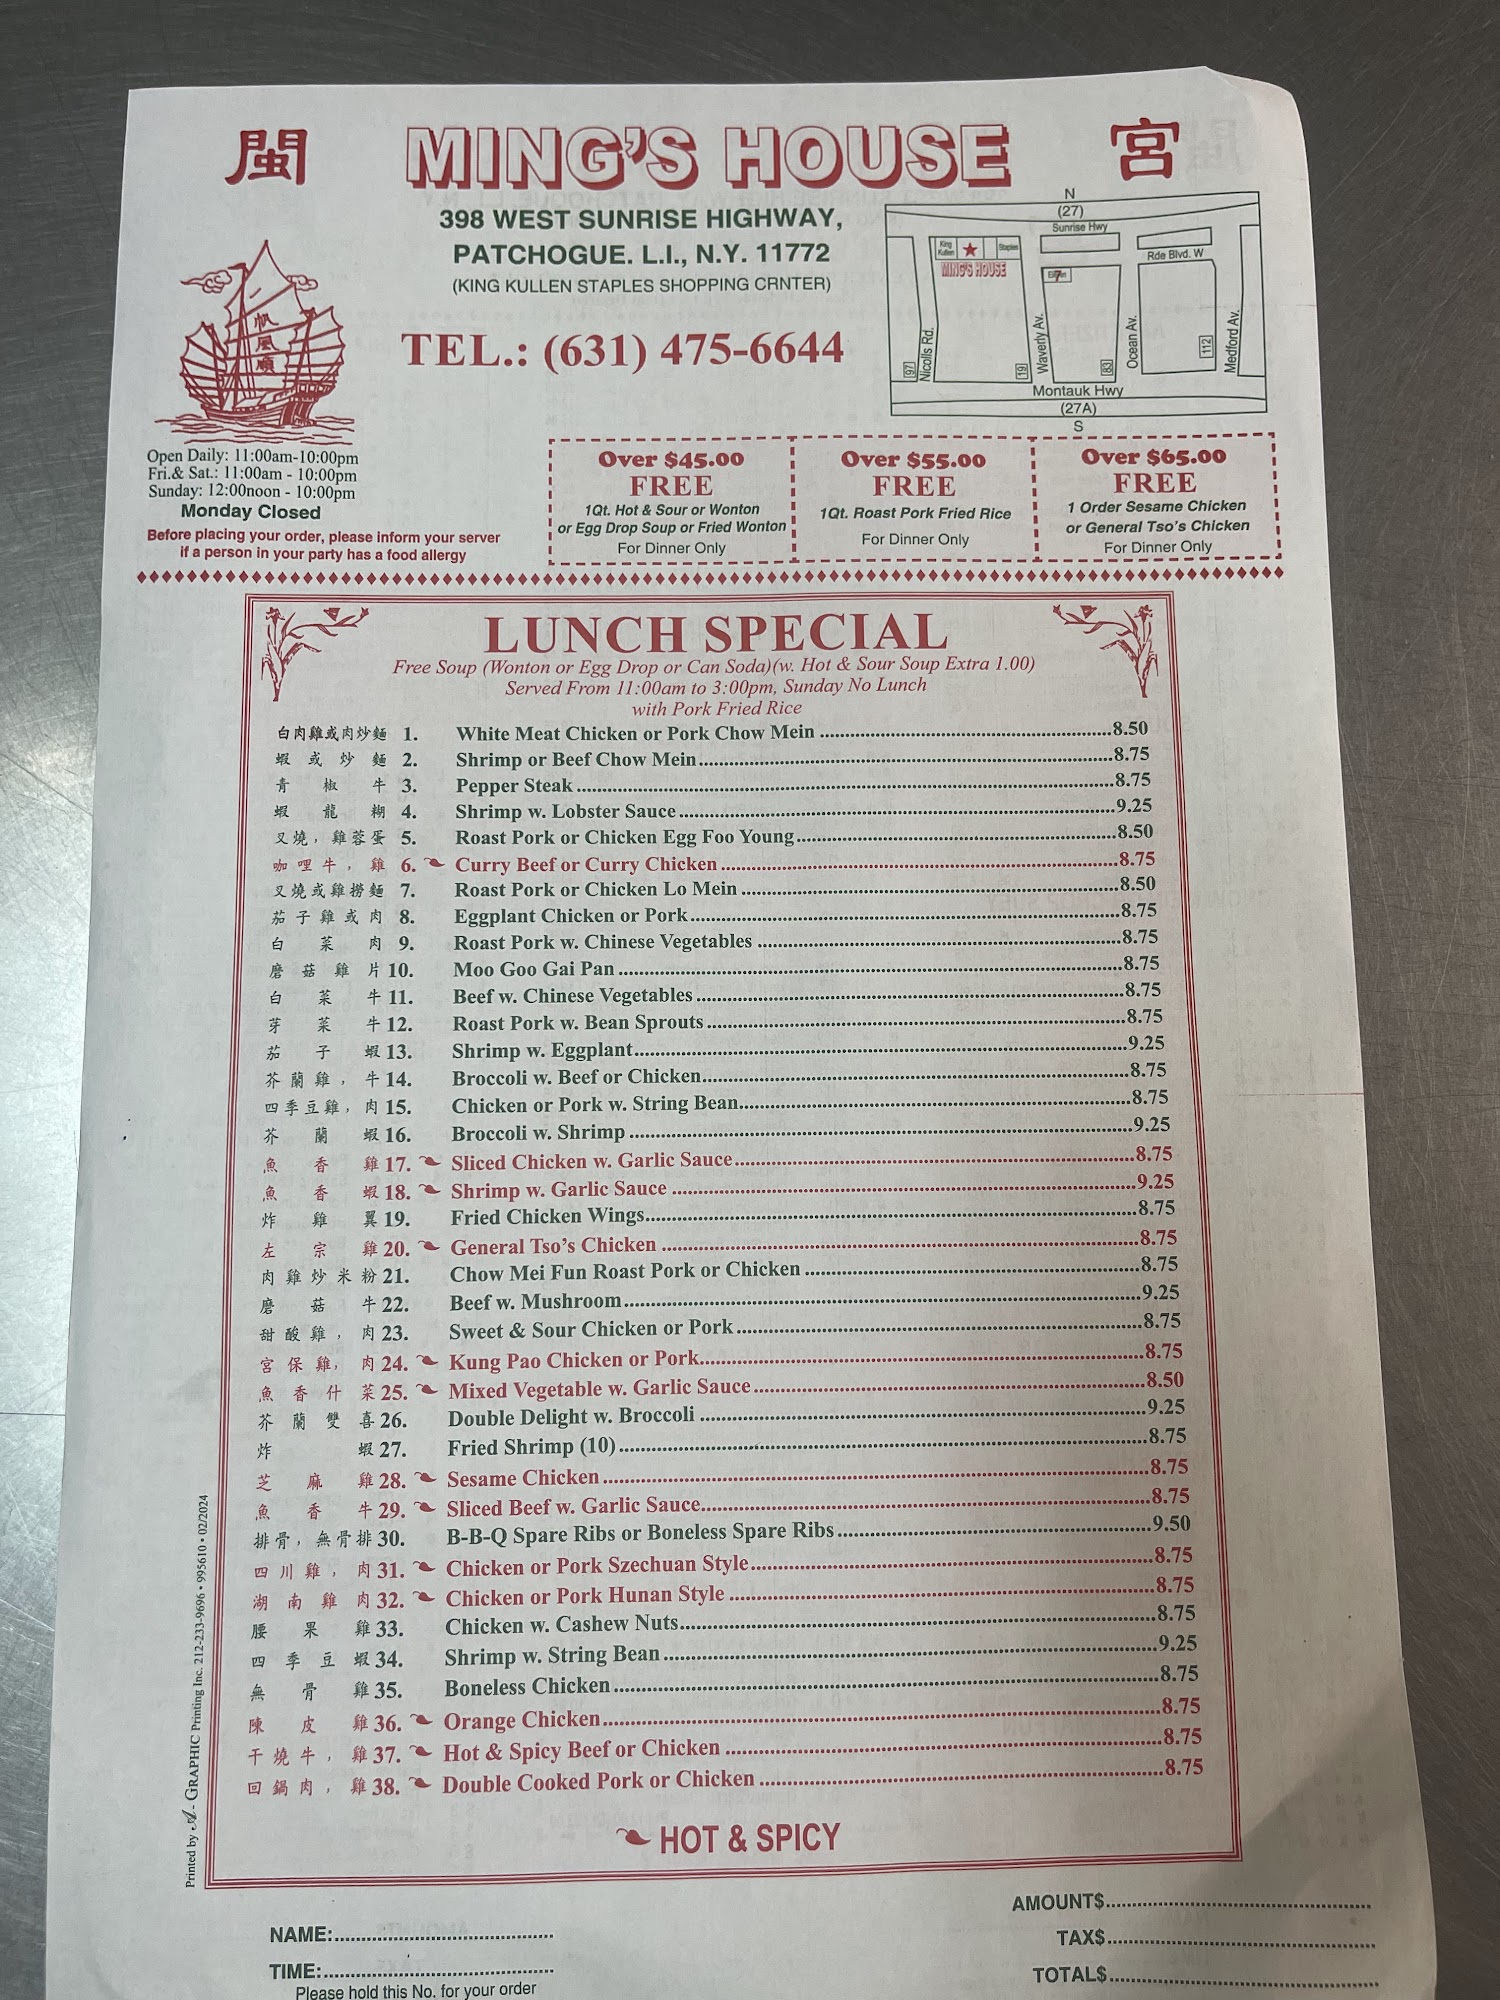 閩 MING'S HOUSE 宮
398 WEST SUNRISE HIGHWAY,
PATCHOGUE. L.I., N.Y. 11772
(KING KULLEN STAPLES SHOPPING CRNTER)
TEL.: (631) 475-6644
帆風順
N
(27)
Sunrise Hwy
King Kullen
Staples
MING'S HOUSE
Rde Blvd. W
7
Nicolls Rd.
Waverly Av.
Ocean Av.
Medford Av.
97
19
83
112
Montauk Hwy
(27A)
S
Open Daily: 11:00am-10:00pm
Fri.& Sat.: 11:00am - 10:00pm
Sunday: 12:00noon - 10:00pm
Monday Closed
Before placing your order, please inform your server
if a person in your party has a food allergy
Over $45.00
FREE
1Qt. Hot & Sour or Wonton
or Egg Drop Soup or Fried Wonton
For Dinner Only
Over $55.00
FREE
1Qt. Roast Pork Fried Rice
For Dinner Only
Over $65.00
FREE
1 Order Sesame Chicken
or General Tso's Chicken
For Dinner Only
LUNCH SPECIAL
Free Soup (Wonton or Egg Drop or Can Soda)(w. Hot & Sour Soup Extra 1.00)
Served From 11:00am to 3:00pm, Sunday No Lunch
with Pork Fried Rice
白肉雞或肉炒麵 1. White Meat Chicken or Pork Chow Mein 8.50
蝦或炒麵 2. Shrimp or Beef Chow Mein 8.75
青椒牛 3. Pepper Steak 8.75
蝦龍糊 4. Shrimp w. Lobster Sauce 9.25
叉燒，雞蓉蛋 5. Roast Pork or Chicken Egg Foo Young 8.50
咖哩牛，雞 6. Curry Beef or Curry Chicken 8.75
叉燒或雞撈麵 7. Roast Pork or Chicken Lo Mein 8.50
茄子雞或肉 8. Eggplant Chicken or Pork 8.75
白菜肉 9. Roast Pork w. Chinese Vegetables 8.75
磨菇雞片 10. Moo Goo Gai Pan 8.75
白菜牛 11. Beef w. Chinese Vegetables 8.75
芽菜牛 12. Roast Pork w. Bean Sprouts 8.75
茄子蝦 13. Shrimp w. Eggplant 9.25
芥蘭雞，牛 14. Broccoli w. Beef or Chicken 8.75
四季豆雞，肉 15. Chicken or Pork w. String Bean 8.75
芥蘭蝦 16. Broccoli w. Shrimp 9.25
魚香雞 17. Sliced Chicken w. Garlic Sauce 8.75
魚香蝦 18. Shrimp w. Garlic Sauce 9.25
炸雞翼 19. Fried Chicken Wings 8.75
左宗雞 20. General Tso's Chicken 8.75
肉雞炒米粉 21. Chow Mei Fun Roast Pork or Chicken 8.75
磨菇牛 22. Beef w. Mushroom 9.25
甜酸雞，肉 23. Sweet & Sour Chicken or Pork 8.75
宮保雞，肉 24. Kung Pao Chicken or Pork 8.75
魚香什菜 25. Mixed Vegetable w. Garlic Sauce 8.50
芥蘭雙喜 26. Double Delight w. Broccoli 9.25
炸蝦 27. Fried Shrimp (10) 8.75
芝麻雞 28. Sesame Chicken 8.75
魚香牛 29. Sliced Beef w. Garlic Sauce 8.75
排骨，無骨排 30. B-B-Q Spare Ribs or Boneless Spare Ribs 9.50
四川雞，肉 31. Chicken or Pork Szechuan Style 8.75
湖南雞肉 32. Chicken or Pork Hunan Style 8.75
腰果雞 33. Chicken w. Cashew Nuts 8.75
四季豆蝦 34. Shrimp w. String Bean 9.25
無骨雞 35. Boneless Chicken 8.75
陳皮雞 36. Orange Chicken 8.75
干燒牛，雞 37. Hot & Spicy Beef or Chicken 8.75
回鍋肉，雞 38. Double Cooked Pork or Chicken 8.75
HOT & SPICY
Printed by A - GRAPHIC Printing Inc. 212-233-9696 • 995610 • 02/2024
NAME:
TIME:
Please hold this No. for your order
AMOUNT$
TAX$
TOTAL$